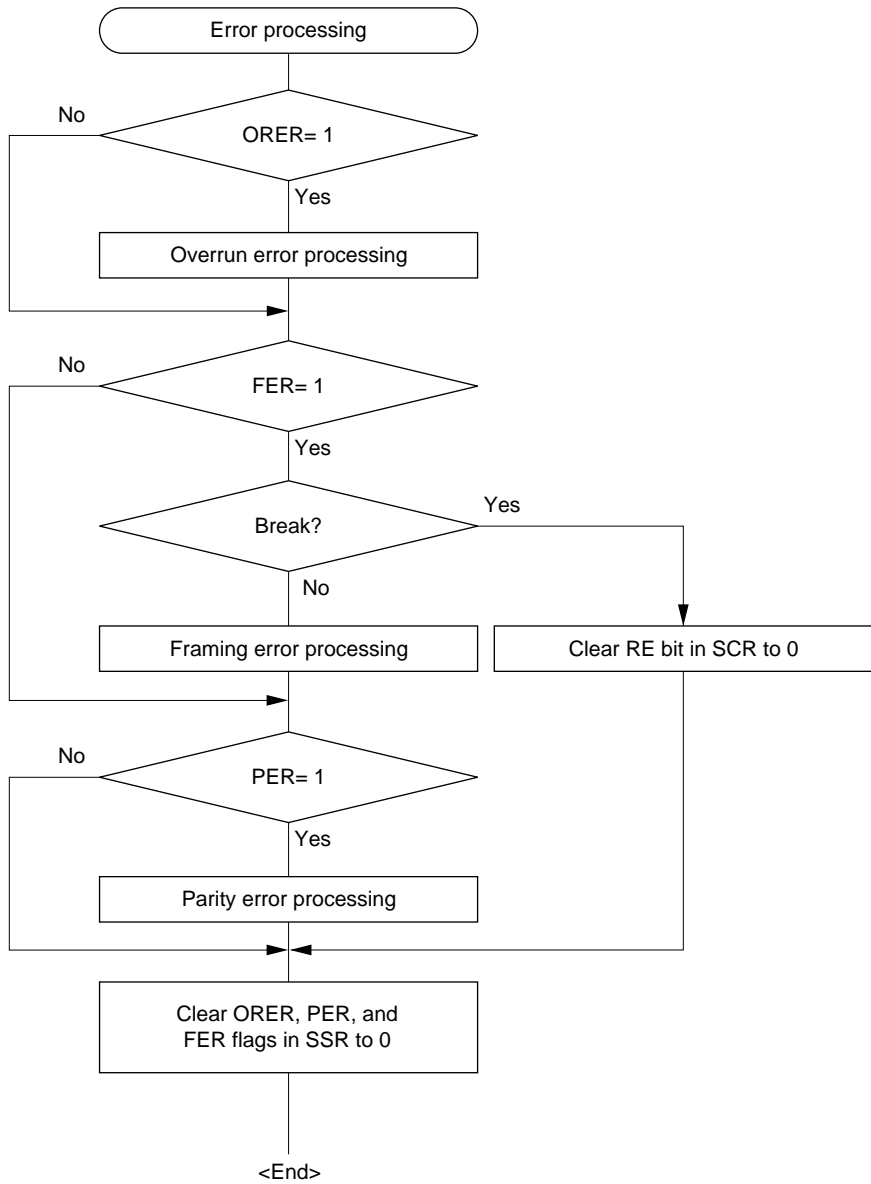 Error processing
No
ORER= 1
Yes
Overrun error processing
No
FER= 1
Yes
Break?
Yes
No
Framing error processing
Clear RE bit in SCR to 0
No
PER= 1
Yes
Parity error processing
Clear ORER, PER, and
FER flags in SSR to 0
<End>